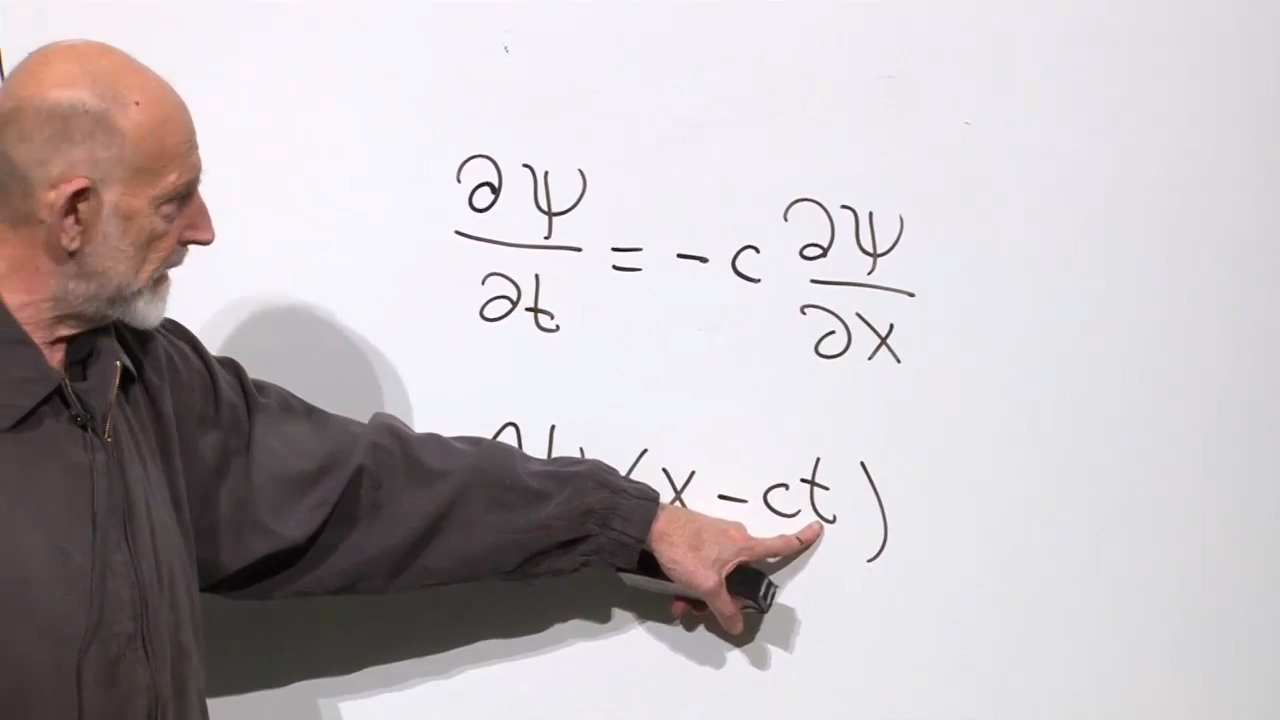 ∂ψ/∂t = - c ∂ψ/∂x
(x - ct)